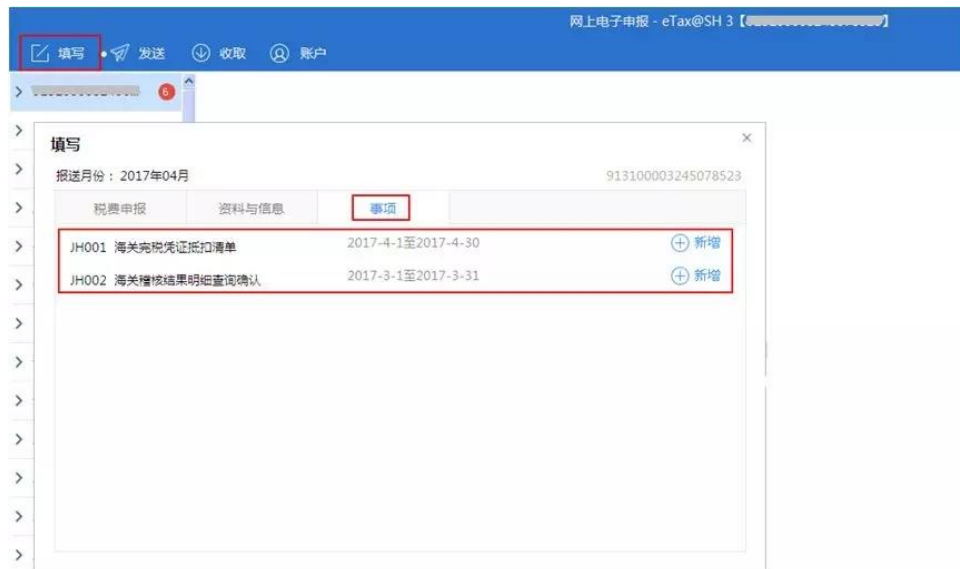 网上电子申报 - eTax@SH 3【
填写 发送 收取 账户
6
填写
报送月份：2017年04月 913100003245078523
税费申报 资料与信息 事项
JH001 海关完税凭证抵扣清单 2017-4-1至2017-4-30 新增
JH002 海关稽核结果明细查询确认 2017-3-1至2017-3-31 新增